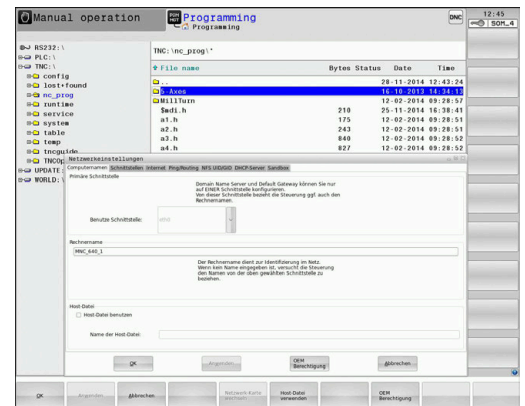 Manual operation
Programming
Programming
DNC
12:45
SOM_4
RS232:\
PLC:\
TNC:\
config
lost+found
nc_prog
runtime
service
system
table
temp
tncguide
TNCOp
UPDATE:
WORLD:\
TNC:\nc_prog\*
File name Bytes Status Date Time
.. 28-11-2014 12:43:24
5-Axes 16-10-2013 14:34:13
MillTurn 12-02-2014 09:28:57
$mdi.h 210 25-11-2014 16:38:41
a1.h 175 12-02-2014 09:28:51
a2.h 243 12-02-2014 09:28:51
a3.h 840 12-02-2014 09:28:52
a4.h 827 12-02-2014 09:28:52
Netzwerkeinstellungen
Computernamen Schnittstellen Internet Ping/Routing NFS UID/GID DHCP-Server Sandbox
Primäre Schnittstelle
Domain Name Server und Default Gateway können Sie nur
auf EINER Schnittstelle konfigurieren.
Von dieser Schnittstelle bezieht die Steuerung ggf. auch den
Rechnernamen.
Benutze Schnittstelle: eth0
Rechnername
MNC_640_1
Der Rechnername dient zur Identifizierung im Netz.
Wenn kein Name eingegeben ist, versucht die Steuerung
den Namen von der oben gewählten Schnittstelle zu
beziehen.
Host-Datei
Host-Datei benutzen
Name der Host-Datei:
OK Anwenden OEM Berechtigung Abbrechen
OK Anwenden Abbrechen Netzwerk-Karte wechseln Host-Datei verwenden OEM Berechtigung